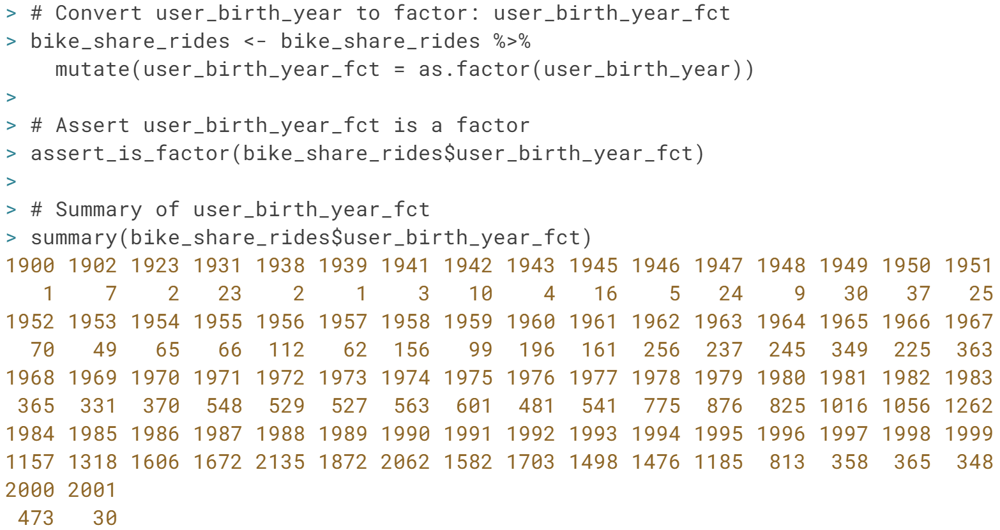 > # Convert user_birth_year to factor: user_birth_year_fct
> bike_share_rides <- bike_share_rides %>%
    mutate(user_birth_year_fct = as.factor(user_birth_year))
>
> # Assert user_birth_year_fct is a factor
> assert_is_factor(bike_share_rides$user_birth_year_fct)
>
> # Summary of user_birth_year_fct
> summary(bike_share_rides$user_birth_year_fct)
1900 1902 1923 1931 1938 1939 1941 1942 1943 1945 1946 1947 1948 1949 1950 1951
   1    7    2   23    2    1    3   10    4   16    5   24    9   30   37   25
1952 1953 1954 1955 1956 1957 1958 1959 1960 1961 1962 1963 1964 1965 1966 1967
  70   49   65   66  112   62  156   99  196  161  256  237  245  349  225  363
1968 1969 1970 1971 1972 1973 1974 1975 1976 1977 1978 1979 1980 1981 1982 1983
 365  331  370  548  529  527  563  601  481  541  775  876  825 1016 1056 1262
1984 1985 1986 1987 1988 1989 1990 1991 1992 1993 1994 1995 1996 1997 1998 1999
1157 1318 1606 1672 2135 1872 2062 1582 1703 1498 1476 1185  813  358  365  348
2000 2001
 473   30